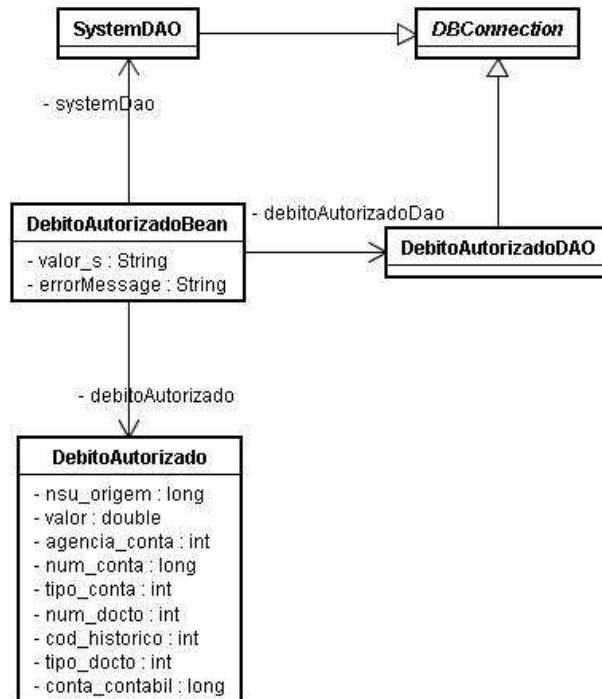 SystemDAO
DBConnection
- systemDao
DebitoAutorizadoBean
- valor_s : String
- errorMessage : String
- debitoAutorizadoDao
DebitoAutorizadoDAO
- debitoAutorizado
DebitoAutorizado
- nsu_origem : long
- valor : double
- agencia_conta : int
- num_conta : long
- tipo_conta : int
- num_docto : int
- cod_historico : int
- tipo_docto : int
- conta_contabil : long